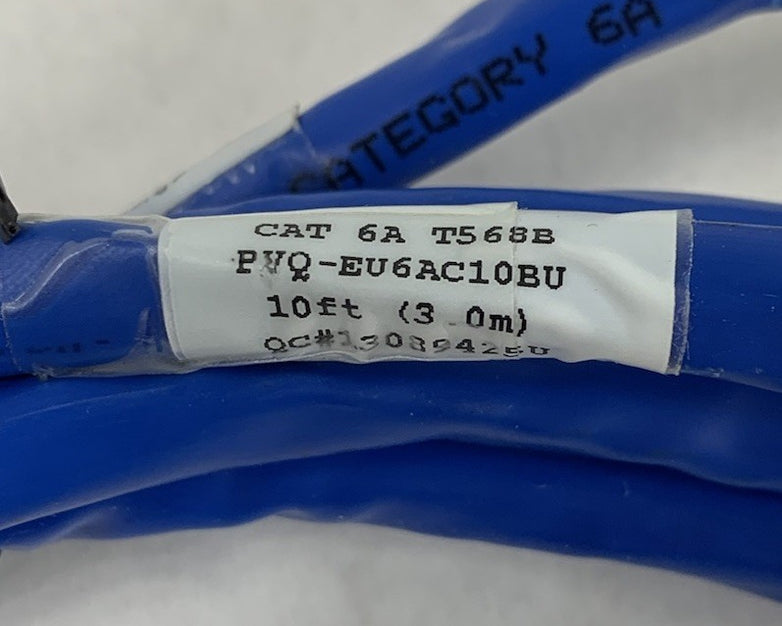 CATEGORY 6A
CAT 6A T568B
PVQ-EU6AC10BU
10ft (3.0m)